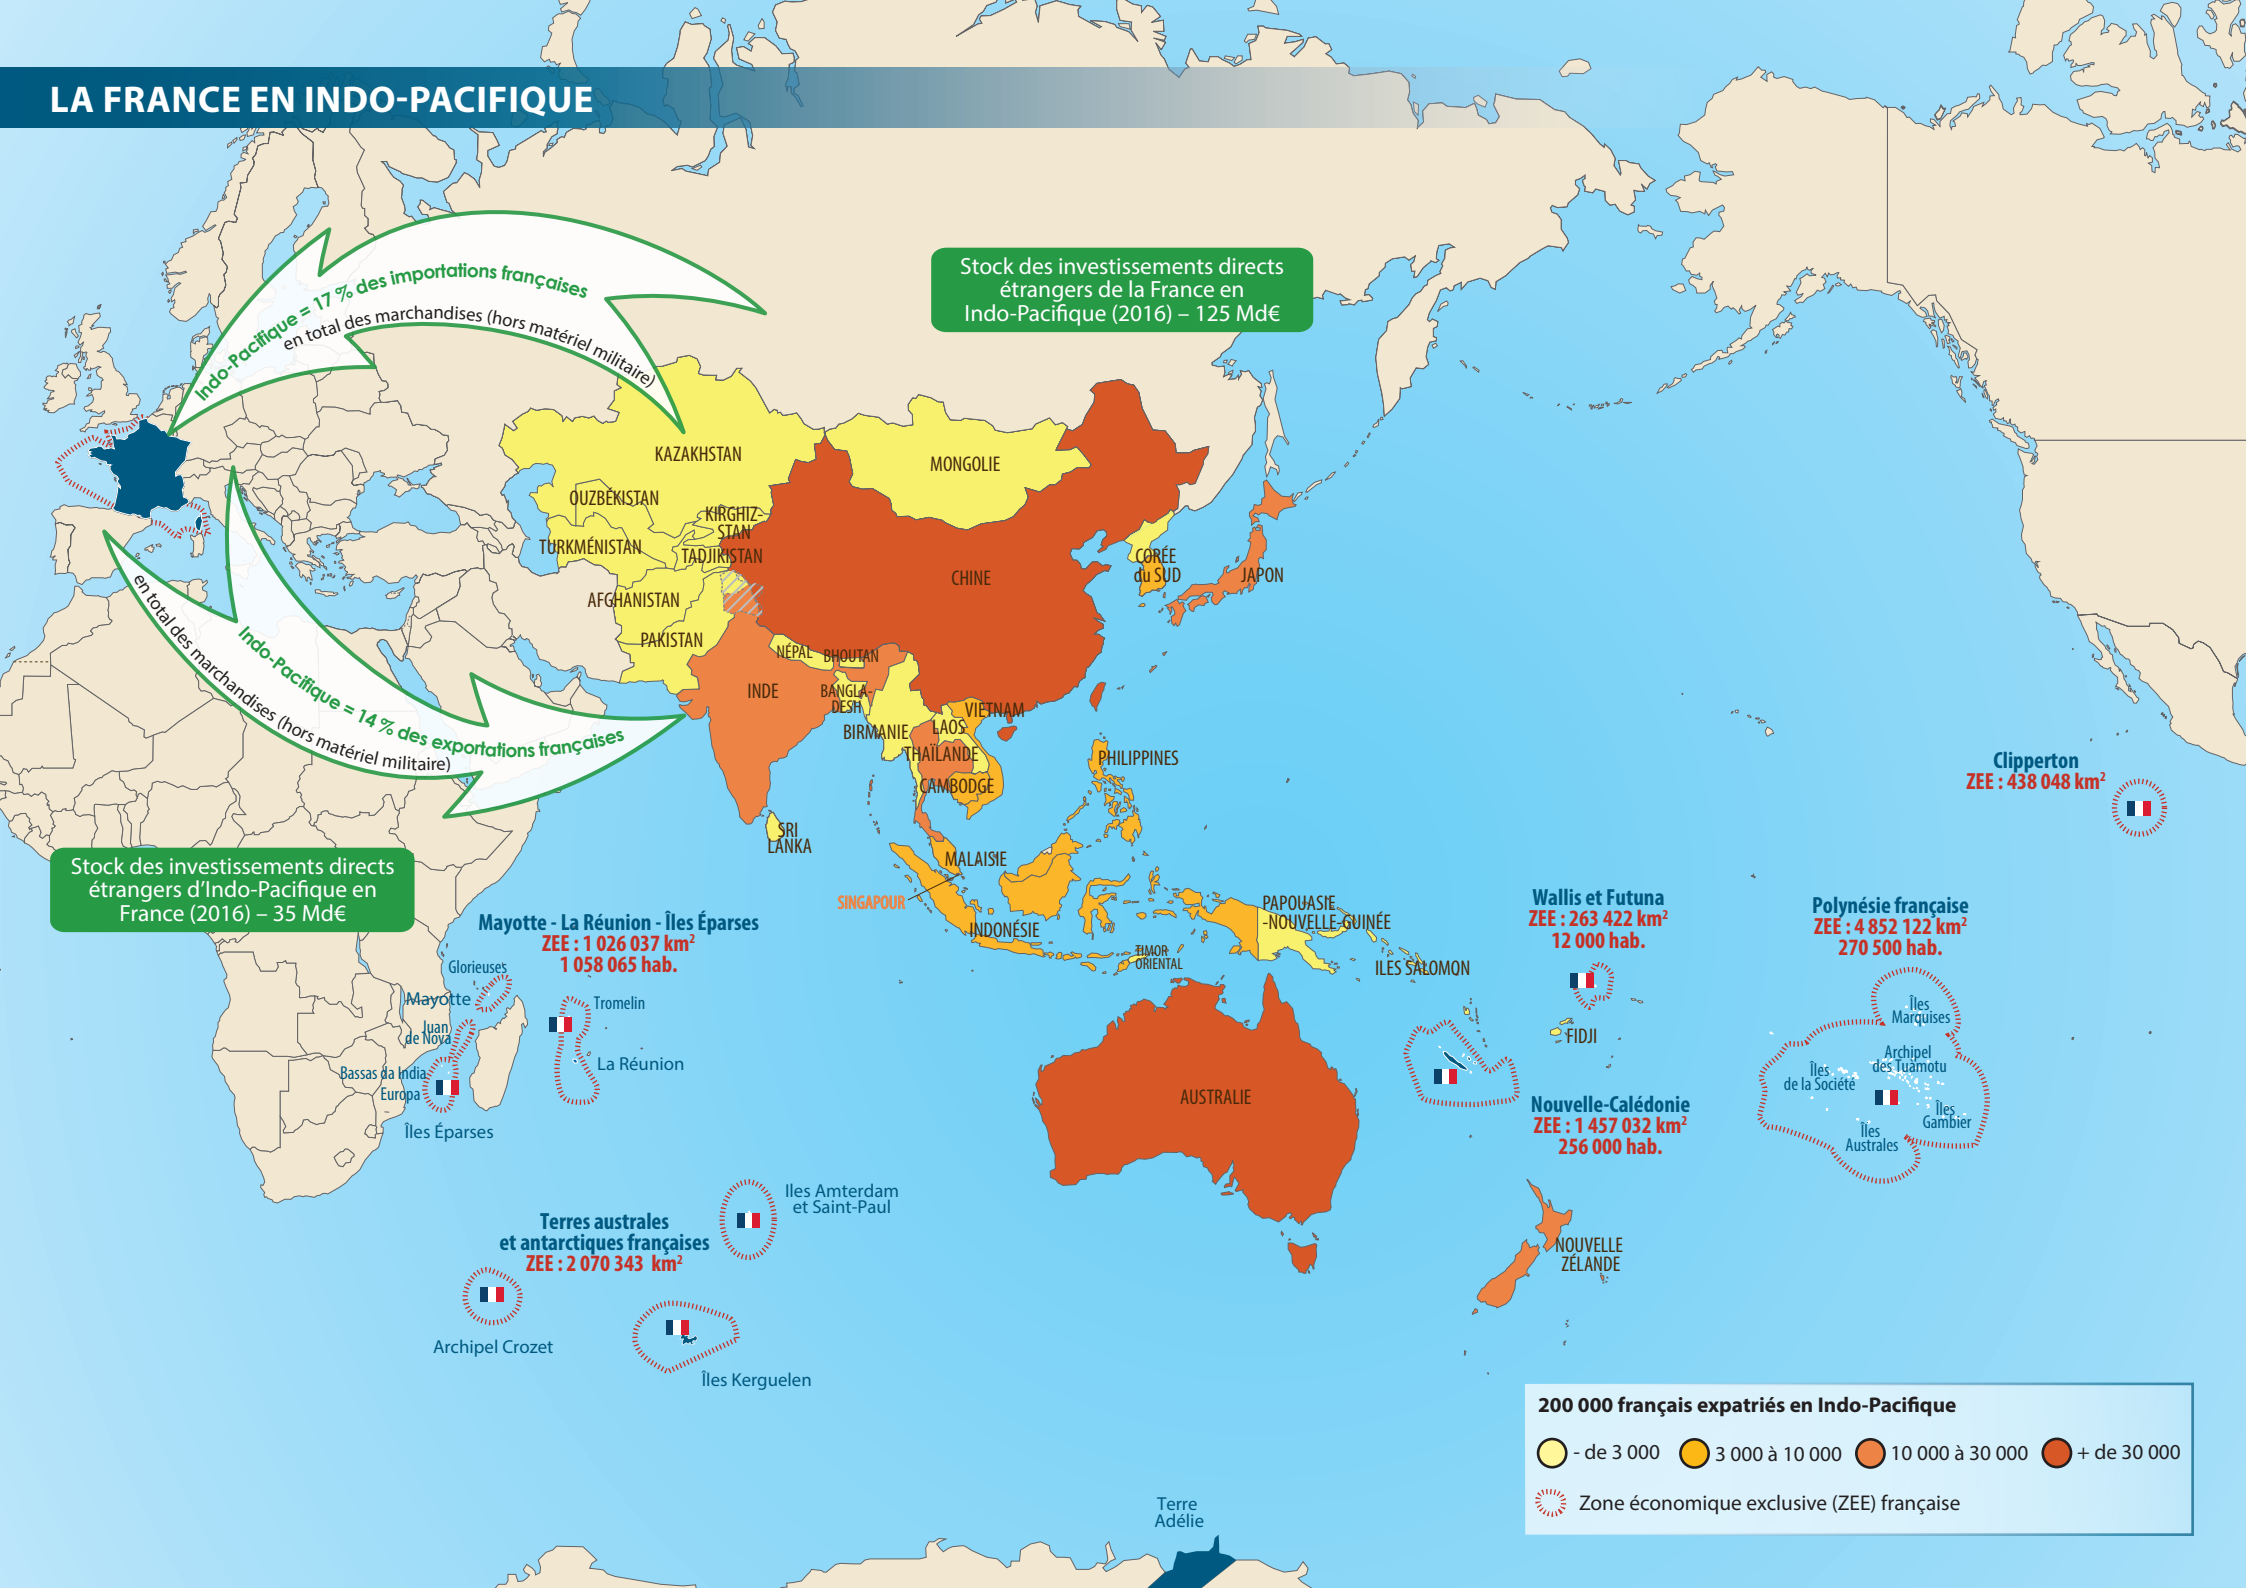 LA FRANCE EN INDO-PACIFIQUE
Indo-Pacifique = 17 % des importations françaises
en total des marchandises (hors matériel militaire)
Stock des investissements directs
étrangers de la France en
Indo-Pacifique (2016) – 125 Md€
KAZAKHSTAN
MONGOLIE
OUZBÉKISTAN
KIRGHIZ-
STAN
TURKMÉNISTAN
TADJIKISTAN
CORÉE
du SUD
JAPON
CHINE
AFGHANISTAN
PAKISTAN
NÉPAL
BHOUTAN
INDE
BANGLA-
DESH
BIRMANIE
LAOS
VIETNAM
THAÏLANDE
CAMBODGE
PHILIPPINES
SRI
LANKA
MALAISIE
SINGAPOUR
INDONÉSIE
TIMOR
ORIENTAL
PAPOUASIE
-NOUVELLE-GUINÉE
ILES SALOMON
FIDJI
AUSTRALIE
NOUVELLE
ZÉLANDE
Indo-Pacifique = 14 % des exportations françaises
en total des marchandises (hors matériel militaire)
Stock des investissements directs
étrangers d’Indo-Pacifique en
France (2016) – 35 Md€
Mayotte - La Réunion - Îles Éparses
ZEE : 1 026 037 km²
1 058 065 hab.
Glorieuses
Mayotte
Juan
de Nova
Bassas da India
Europa
Îles Éparses
Tromelin
La Réunion
Terres australes
et antarctiques françaises
ZEE : 2 070 343 km²
Iles Amterdam
et Saint-Paul
Archipel Crozet
Îles Kerguelen
Clipperton
ZEE : 438 048 km²
Wallis et Futuna
ZEE : 263 422 km²
12 000 hab.
Polynésie française
ZEE : 4 852 122 km²
270 500 hab.
Îles
Marquises
Archipel
des Tuamotu
Îles
de la Société
Îles
Gambier
Îles
Australes
Nouvelle-Calédonie
ZEE : 1 457 032 km²
256 000 hab.
Terre
Adélie
200 000 français expatriés en Indo-Pacifique
- de 3 000
3 000 à 10 000
10 000 à 30 000
+ de 30 000
Zone économique exclusive (ZEE) française